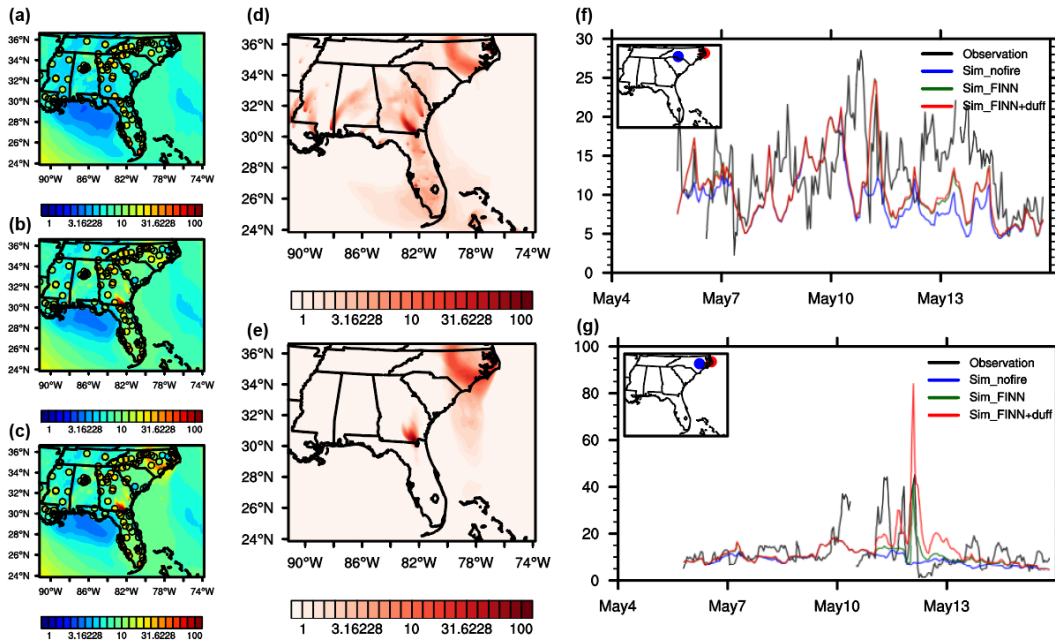 (a)
36°N
34°N
32°N
30°N
28°N
26°N
24°N
90°W 86°W 82°W 78°W 74°W
1 3.16228 10 31.6228 100
(b)
36°N
34°N
32°N
30°N
28°N
26°N
24°N
90°W 86°W 82°W 78°W 74°W
1 3.16228 10 31.6228 100
(c)
36°N
34°N
32°N
30°N
28°N
26°N
24°N
90°W 86°W 82°W 78°W 74°W
1 3.16228 10 31.6228 100
(d)
36°N
34°N
32°N
30°N
28°N
26°N
24°N
90°W 86°W 82°W 78°W 74°W
1 3.16228 10 31.6228 100
(e)
36°N
34°N
32°N
30°N
28°N
26°N
24°N
90°W 86°W 82°W 78°W 74°W
1 3.16228 10 31.6228 100
(f)
30
25
20
15
10
5
0
Observation
Sim_nofire
Sim_FINN
Sim_FINN+duff
May4 May7 May10 May13
(g)
100
80
60
40
20
0
Observation
Sim_nofire
Sim_FINN
Sim_FINN+duff
May4 May7 May10 May13